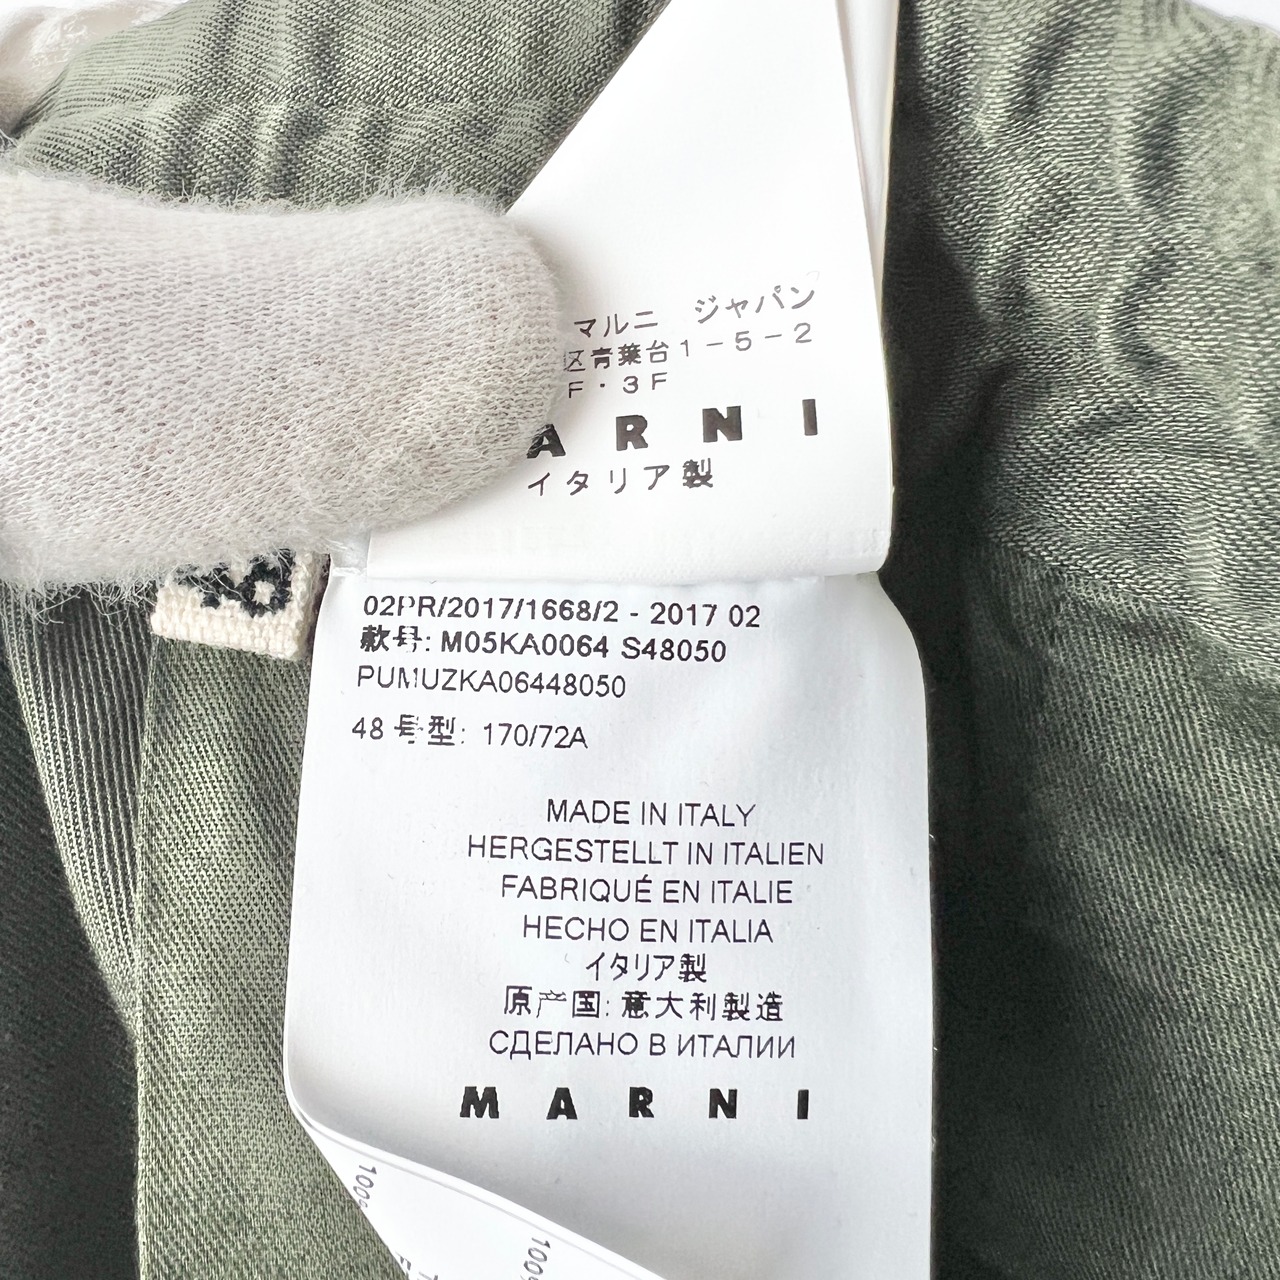 マルニ ジャパン
区青葉台1-5-2
F・3F
ARNI
イタリア製
48
02PR/2017/1668/2 - 2017 02
款号: M05KA0064 S48050
PUMUZKA06448050
48 号型: 170/72A
MADE IN ITALY
HERGESTELLT IN ITALIEN
FABRIQUÉ EN ITALIE
HECHO EN ITALIA
イタリア製
原产国: 意大利製造
СДЕЛАНО В ИТАЛИИ
MARNI
100
100